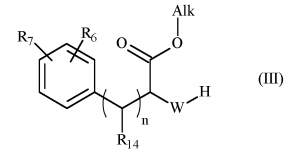 Alk
R7 R6 O O
H
(III)
W
n
R14